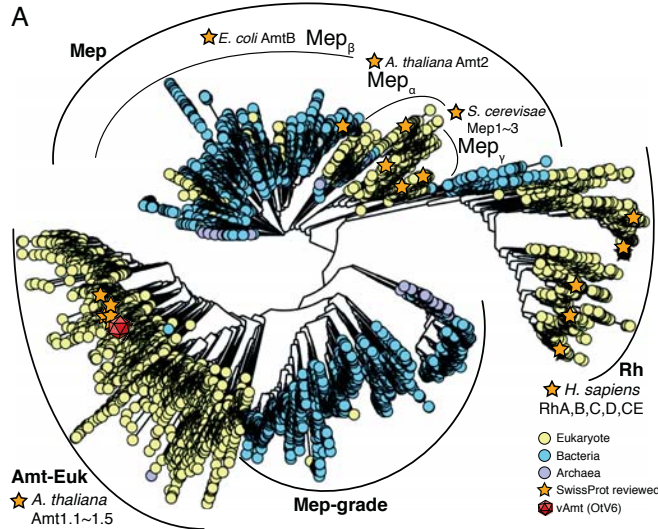 A
Mep
E. coli AmtB
Mepβ
A. thaliana Amt2
Mepα
S. cerevisae
Mep1~3
Mepγ
Rh
H. sapiens
RhA,B,C,D,CE
Eukaryote
Bacteria
Archaea
SwissProt reviewed
vAmt (OtV6)
Amt-Euk
A. thaliana
Amt1.1~1.5
Mep-grade